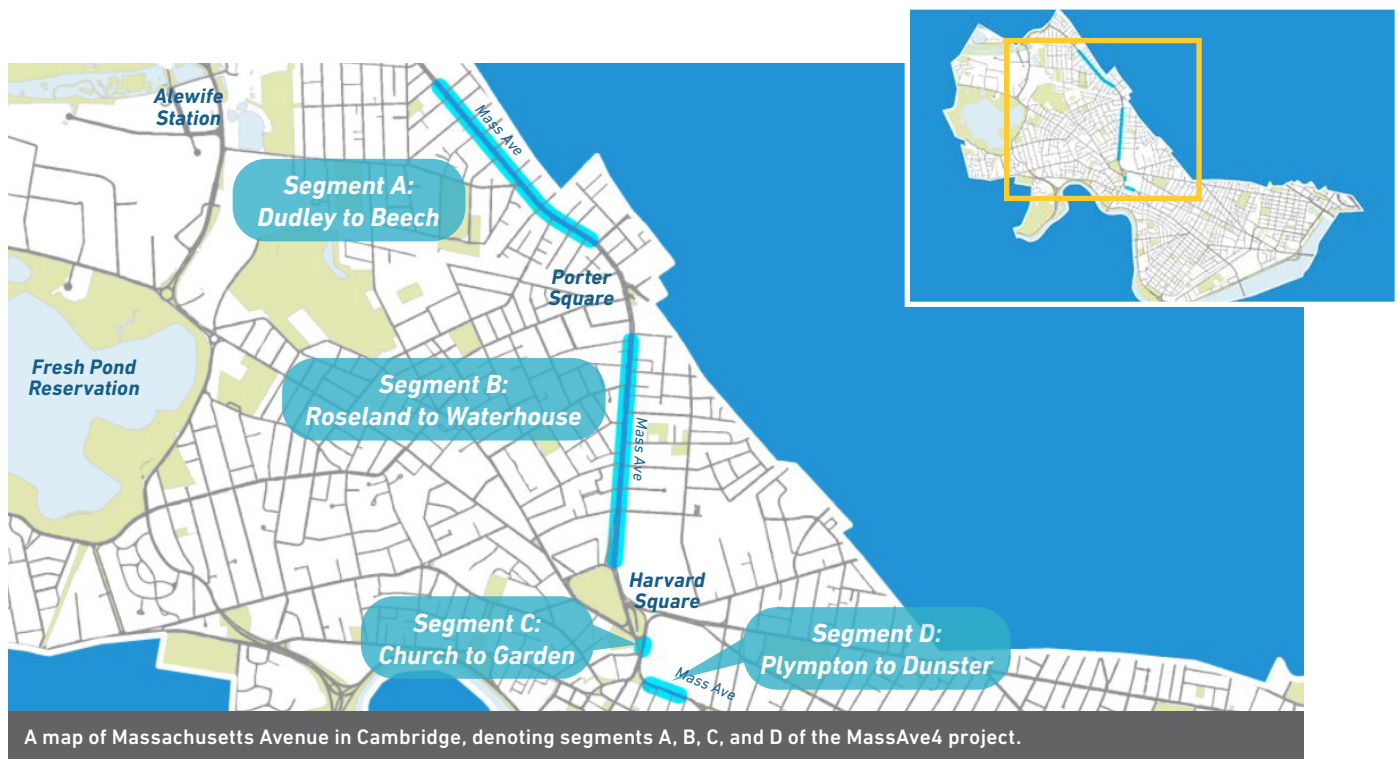 Alewife
Station
Mass Ave
Segment A:
Dudley to Beech
Porter
Square
Fresh Pond
Reservation
Segment B:
Roseland to Waterhouse
Mass Ave
Harvard
Square
Segment C:
Church to Garden
Segment D:
Plympton to Dunster
Mass Ave
A map of Massachusetts Avenue in Cambridge, denoting segments A, B, C, and D of the MassAve4 project.